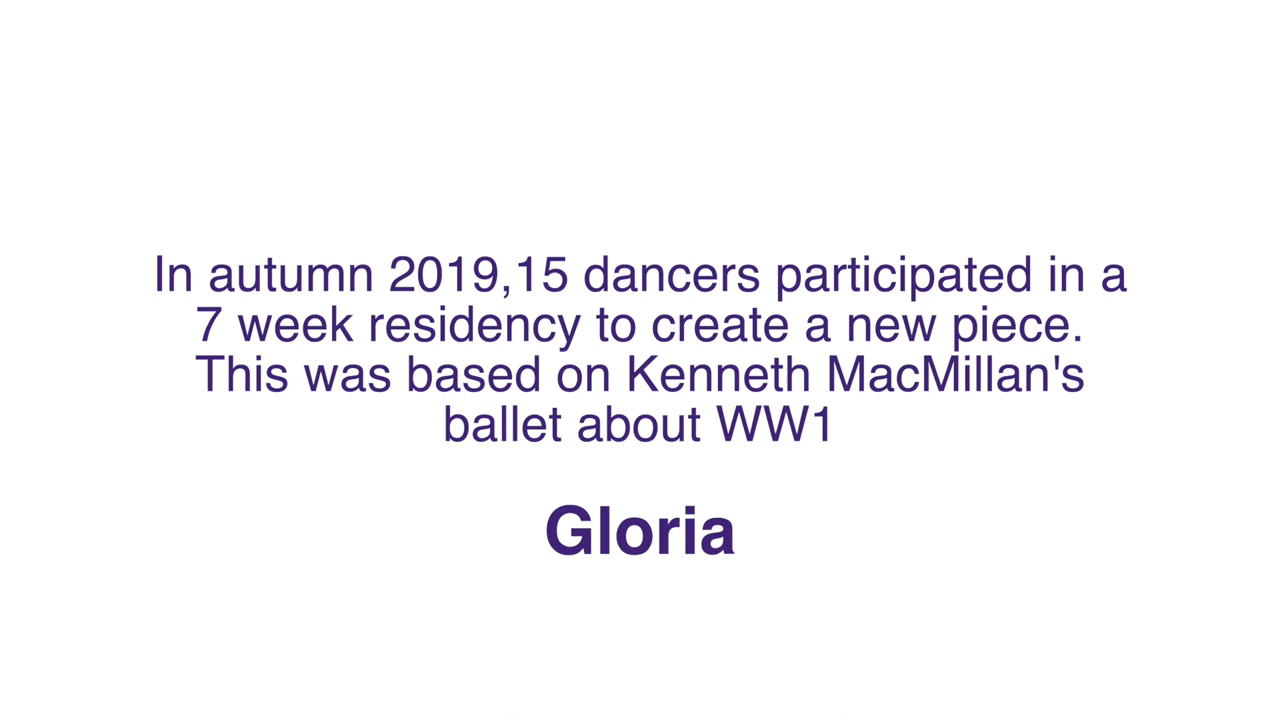 In autumn 2019,15 dancers participated in a
7 week residency to create a new piece.
This was based on Kenneth MacMillan's
ballet about WW1
Gloria